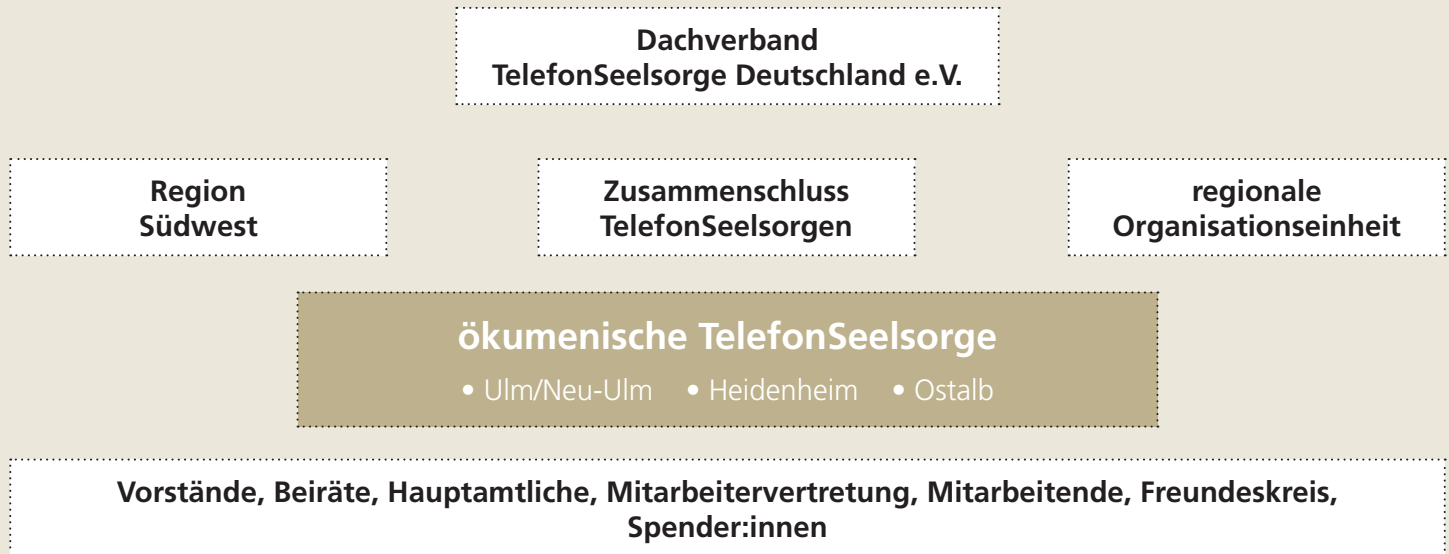 Dachverband
TelefonSeelsorge Deutschland e.V.
Region
Südwest
Zusammenschluss
TelefonSeelsorgen
regionale
Organisationseinheit
ökumenische TelefonSeelsorge
• Ulm/Neu-Ulm • Heidenheim • Ostalb
Vorstände, Beiräte, Hauptamtliche, Mitarbeitervertretung, Mitarbeitende, Freundeskreis,
Spender:innen